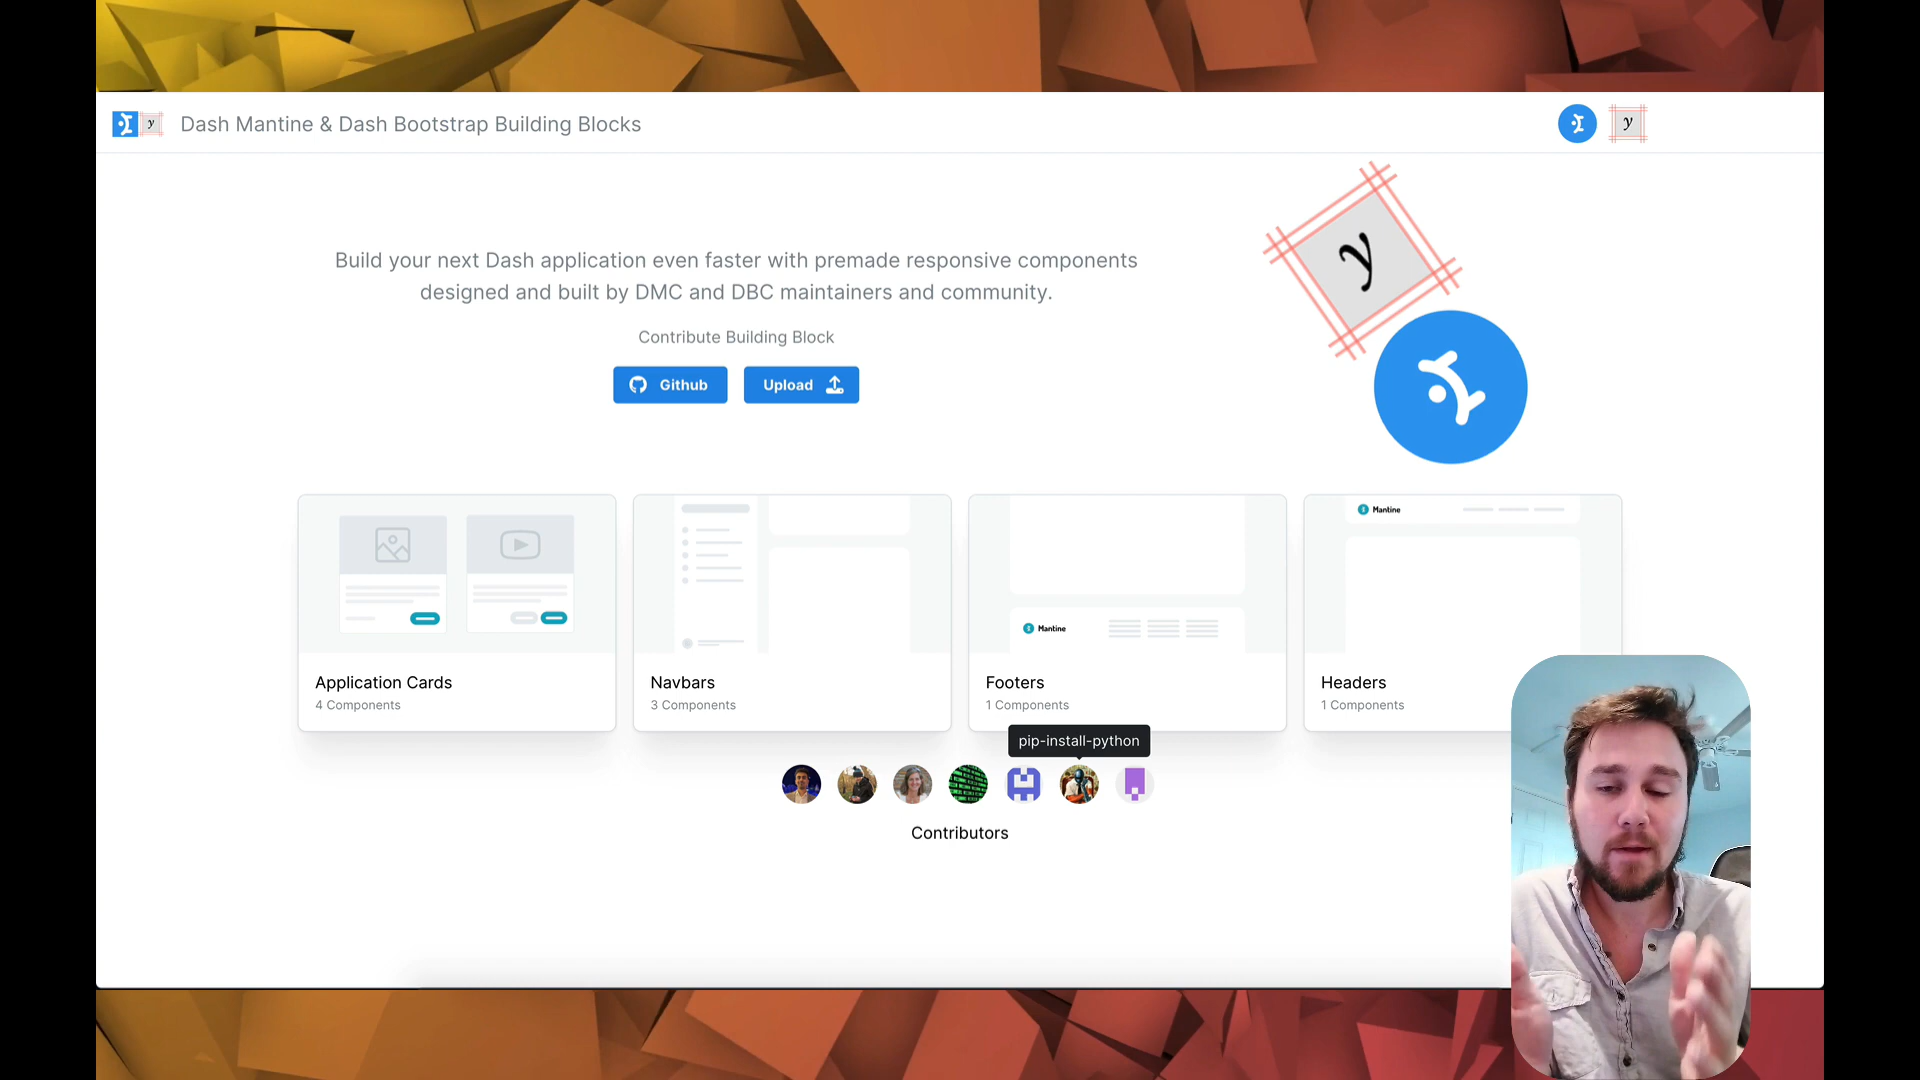 y
Dash Mantine & Dash Bootstrap Building Blocks
y
y
Build your next Dash application even faster with premade responsive components
designed and built by DMC and DBC maintainers and community.
Contribute Building Block
Github
Upload
Mantine
Mantine
Application Cards
4 Components
Navbars
3 Components
Footers
1 Components
Headers
1 Components
pip-install-python
Contributors